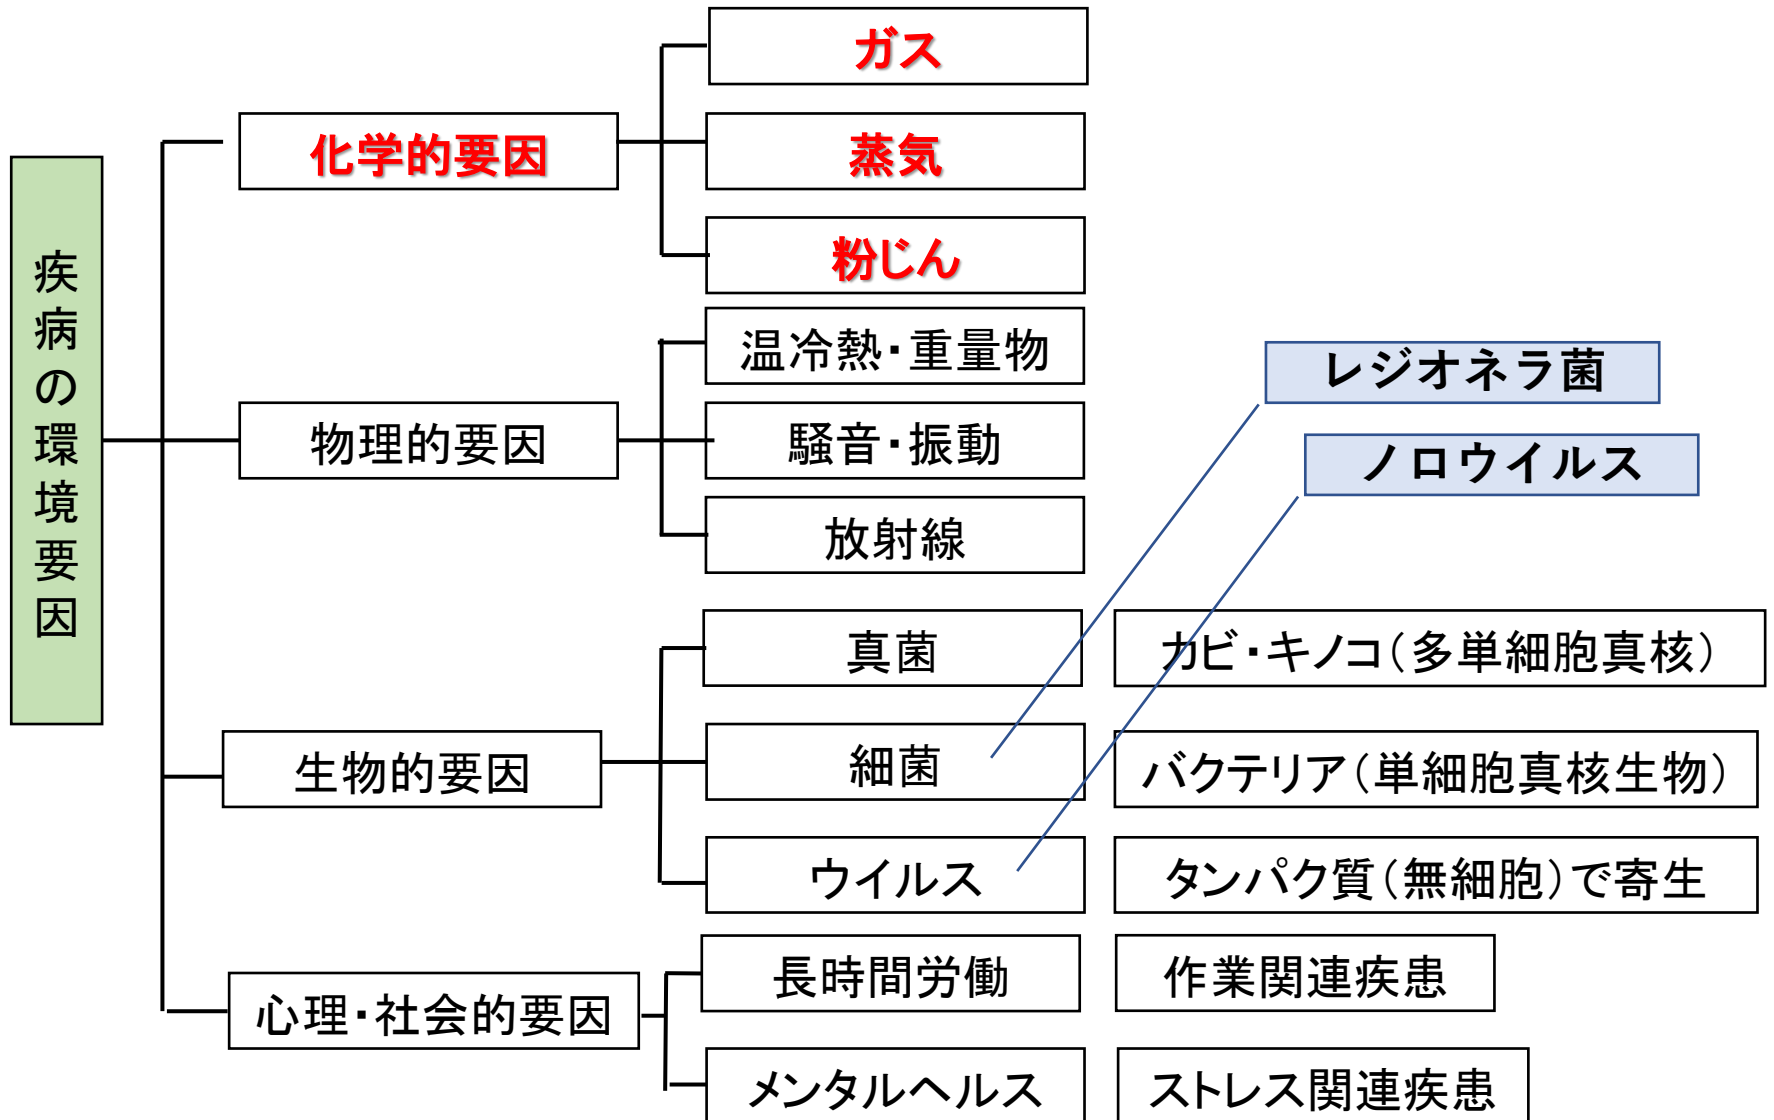 疾病の環境要因
化学的要因
ガス
蒸気
粉じん
物理的要因
温冷熱・重量物
騒音・振動
放射線
レジオネラ菌
ノロウイルス
生物的要因
真菌
カビ・キノコ(多単細胞真核)
細菌
バクテリア(単細胞真核生物)
ウイルス
タンパク質(無細胞)で寄生
心理・社会的要因
長時間労働
作業関連疾患
メンタルヘルス
ストレス関連疾患